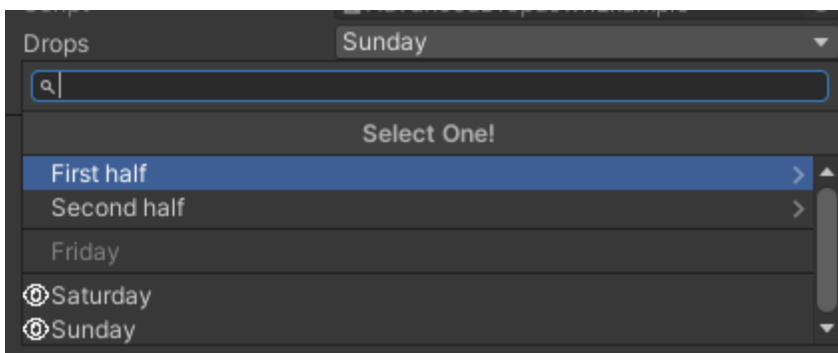 Drops
Sunday
Select One!
First half
Second half
Friday
Saturday
Sunday